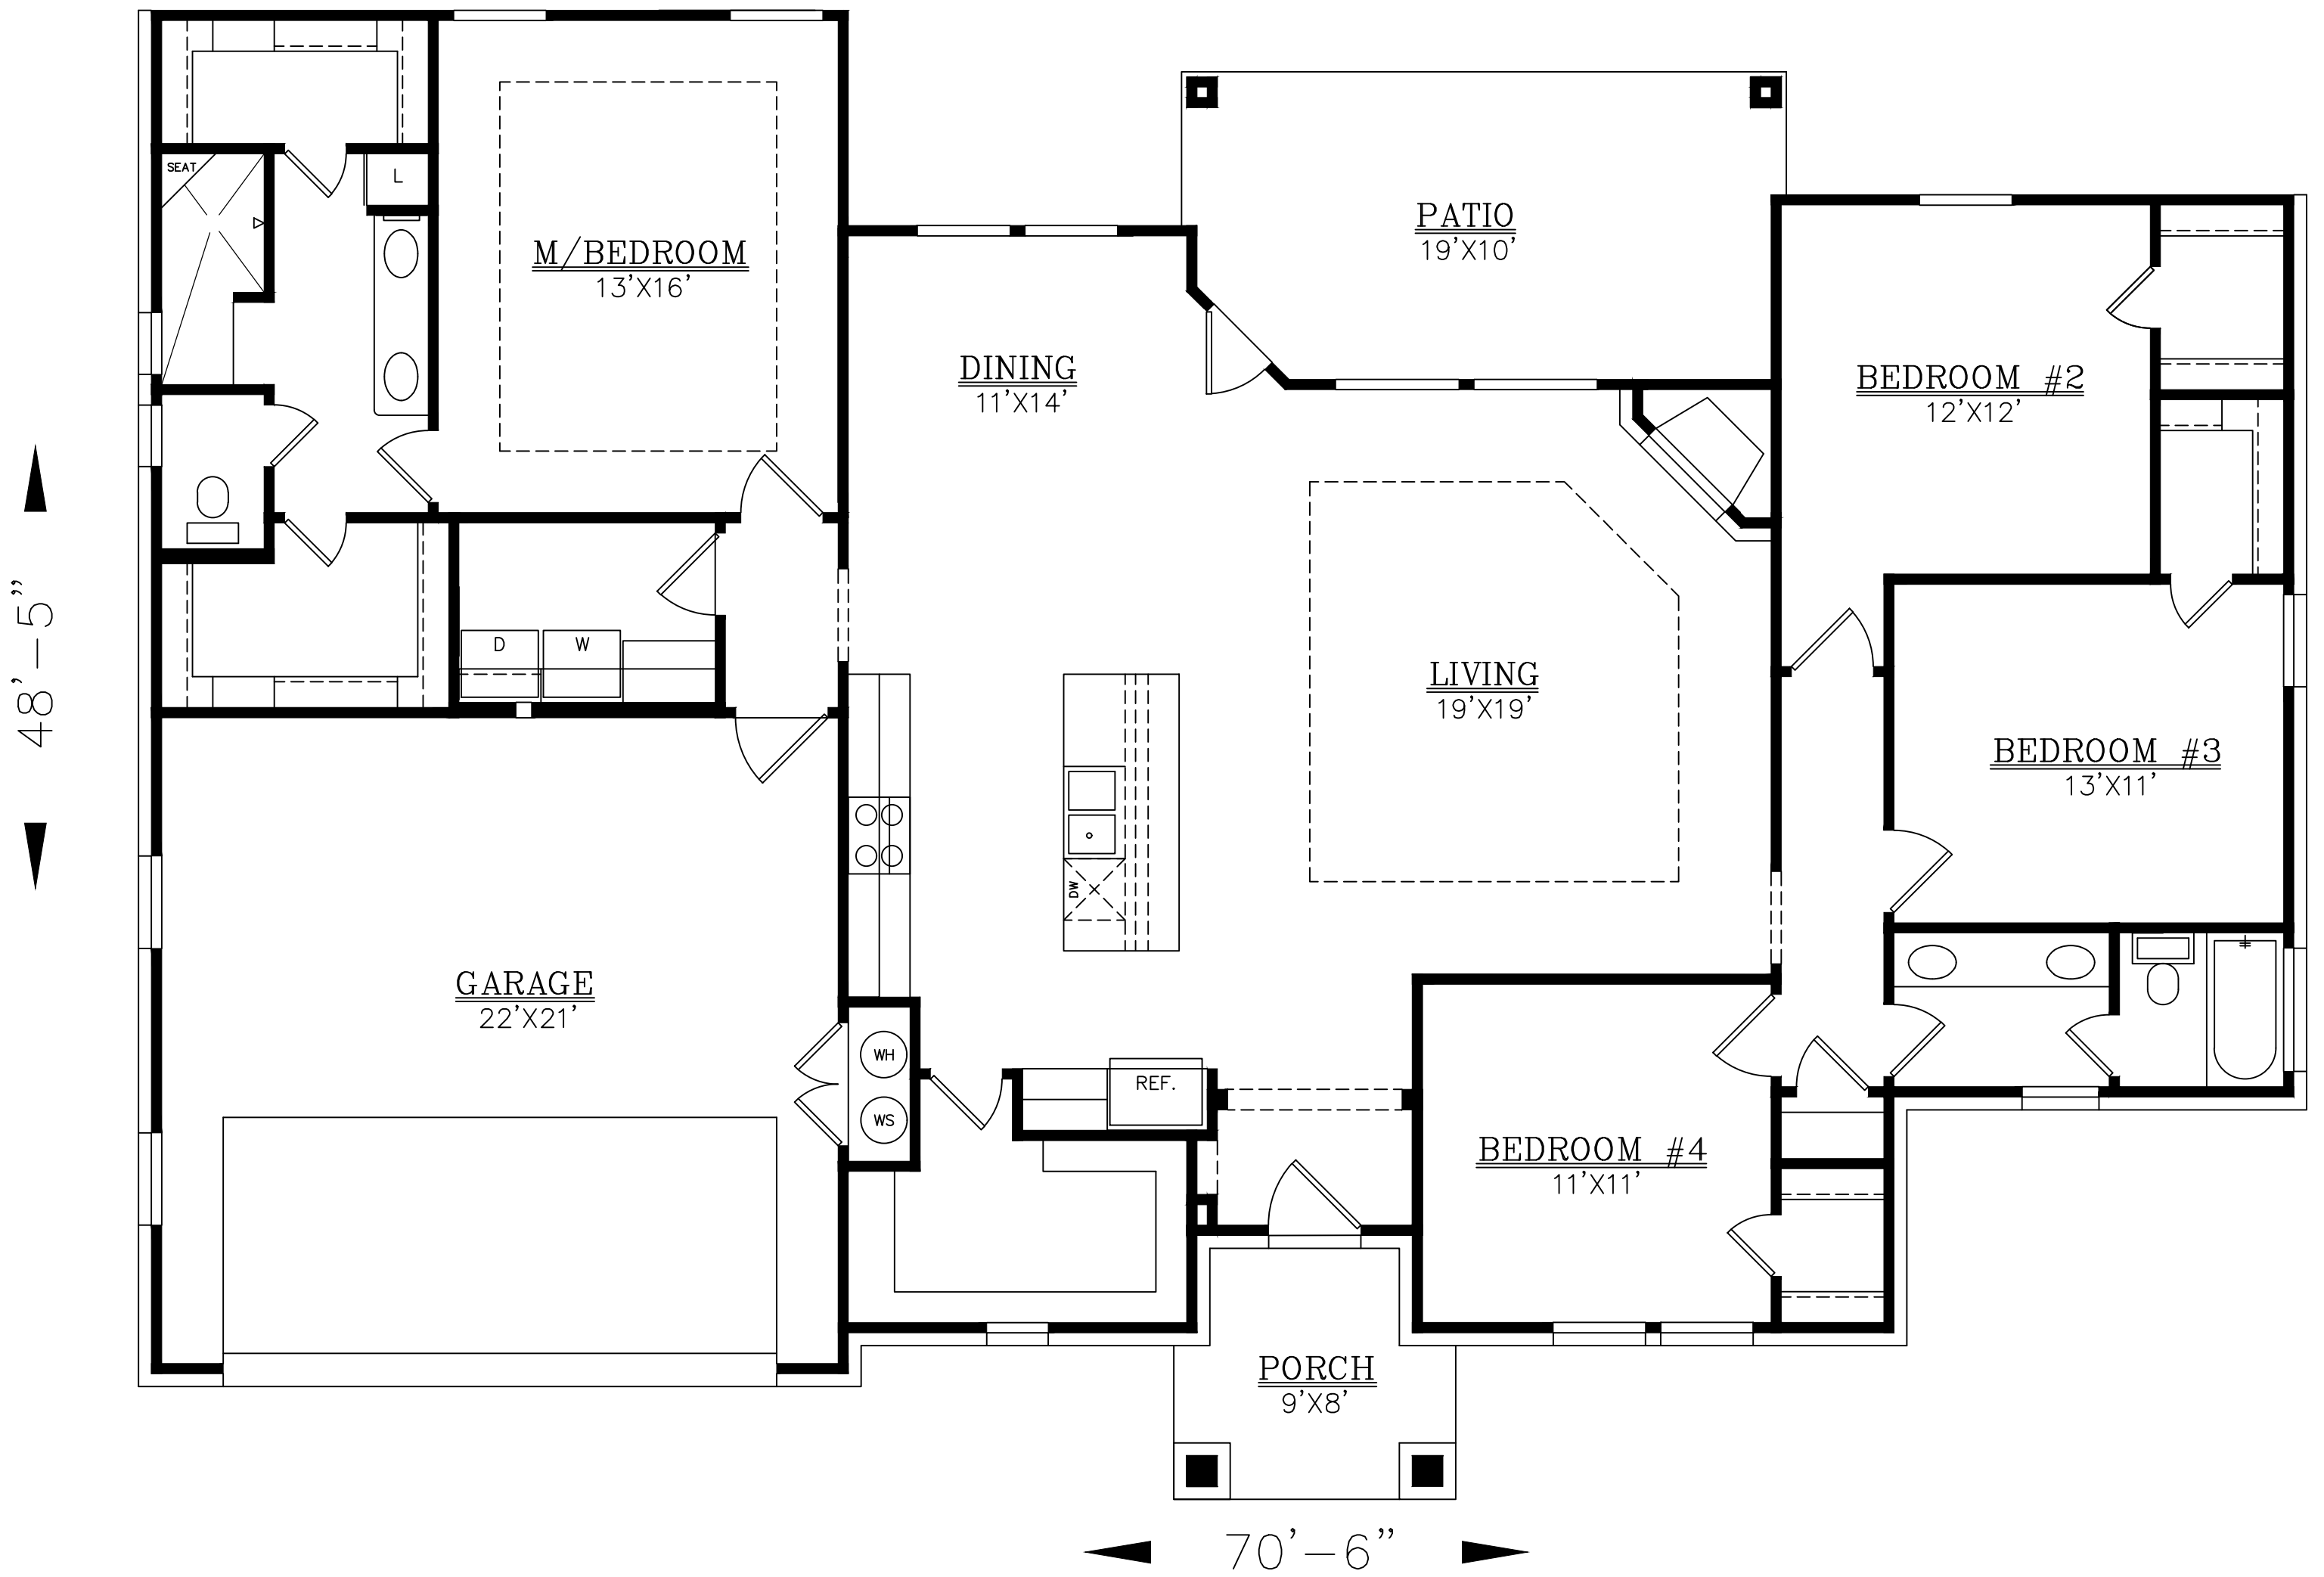 SEAT
L
M/BEDROOM
13'X16'
PATIO
19'X10'
DINING
11'X14'
BEDROOM #2
12'X12'
48'-5"
D
W
LIVING
19'X19'
BEDROOM #3
13'X11'
DW
GARAGE
22'X21'
WH
WS
REF.
BEDROOM #4
11'X11'
PORCH
9'X8'
70'-6"